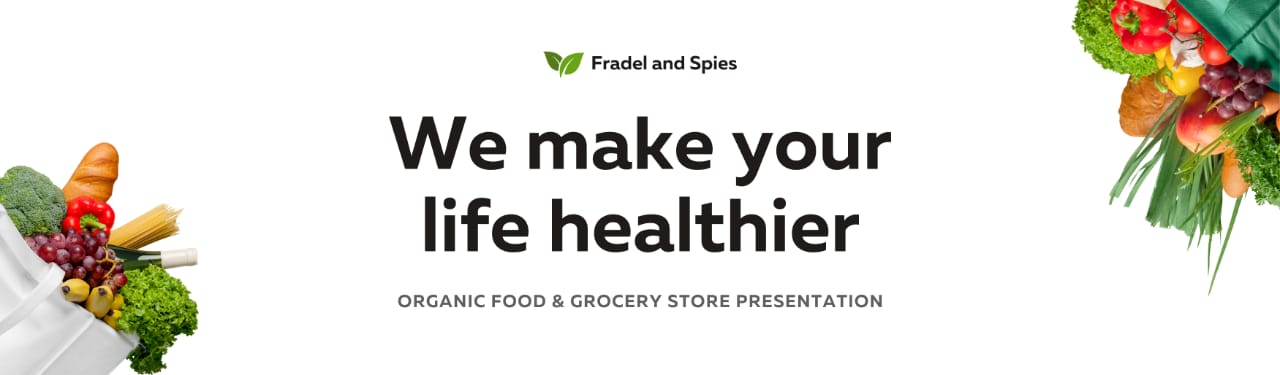 Fradel and Spies
We make your
life healthier
ORGANIC FOOD & GROCERY STORE PRESENTATION